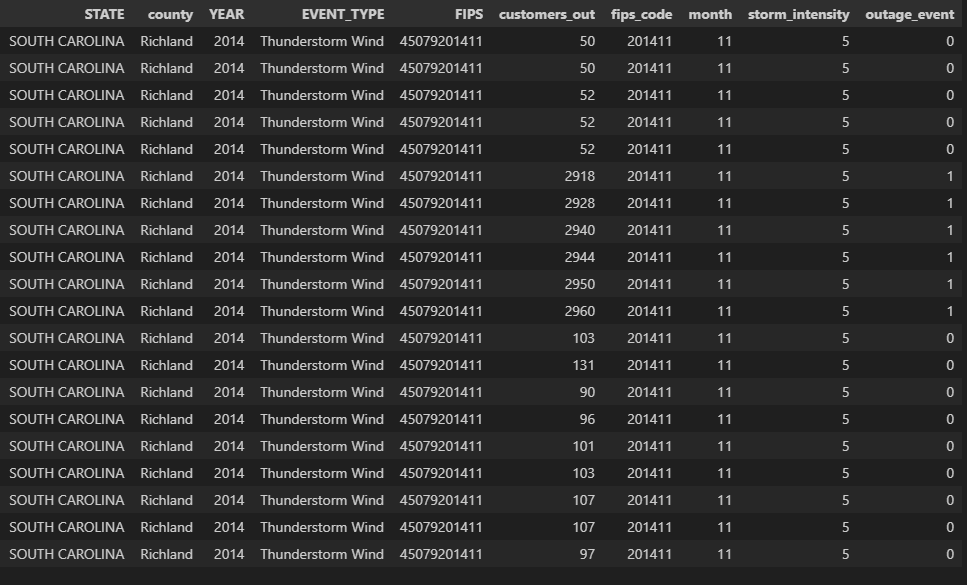 STATE county YEAR EVENT_TYPE FIPS customers_out fips_code month storm_intensity outage_event
SOUTH CAROLINA Richland 2014 Thunderstorm Wind 45079201411 50 201411 11 5 0
SOUTH CAROLINA Richland 2014 Thunderstorm Wind 45079201411 50 201411 11 5 0
SOUTH CAROLINA Richland 2014 Thunderstorm Wind 45079201411 52 201411 11 5 0
SOUTH CAROLINA Richland 2014 Thunderstorm Wind 45079201411 52 201411 11 5 0
SOUTH CAROLINA Richland 2014 Thunderstorm Wind 45079201411 52 201411 11 5 0
SOUTH CAROLINA Richland 2014 Thunderstorm Wind 45079201411 2918 201411 11 5 1
SOUTH CAROLINA Richland 2014 Thunderstorm Wind 45079201411 2928 201411 11 5 1
SOUTH CAROLINA Richland 2014 Thunderstorm Wind 45079201411 2940 201411 11 5 1
SOUTH CAROLINA Richland 2014 Thunderstorm Wind 45079201411 2944 201411 11 5 1
SOUTH CAROLINA Richland 2014 Thunderstorm Wind 45079201411 2950 201411 11 5 1
SOUTH CAROLINA Richland 2014 Thunderstorm Wind 45079201411 2960 201411 11 5 1
SOUTH CAROLINA Richland 2014 Thunderstorm Wind 45079201411 103 201411 11 5 0
SOUTH CAROLINA Richland 2014 Thunderstorm Wind 45079201411 131 201411 11 5 0
SOUTH CAROLINA Richland 2014 Thunderstorm Wind 45079201411 90 201411 11 5 0
SOUTH CAROLINA Richland 2014 Thunderstorm Wind 45079201411 96 201411 11 5 0
SOUTH CAROLINA Richland 2014 Thunderstorm Wind 45079201411 101 201411 11 5 0
SOUTH CAROLINA Richland 2014 Thunderstorm Wind 45079201411 103 201411 11 5 0
SOUTH CAROLINA Richland 2014 Thunderstorm Wind 45079201411 107 201411 11 5 0
SOUTH CAROLINA Richland 2014 Thunderstorm Wind 45079201411 107 201411 11 5 0
SOUTH CAROLINA Richland 2014 Thunderstorm Wind 45079201411 97 201411 11 5 0